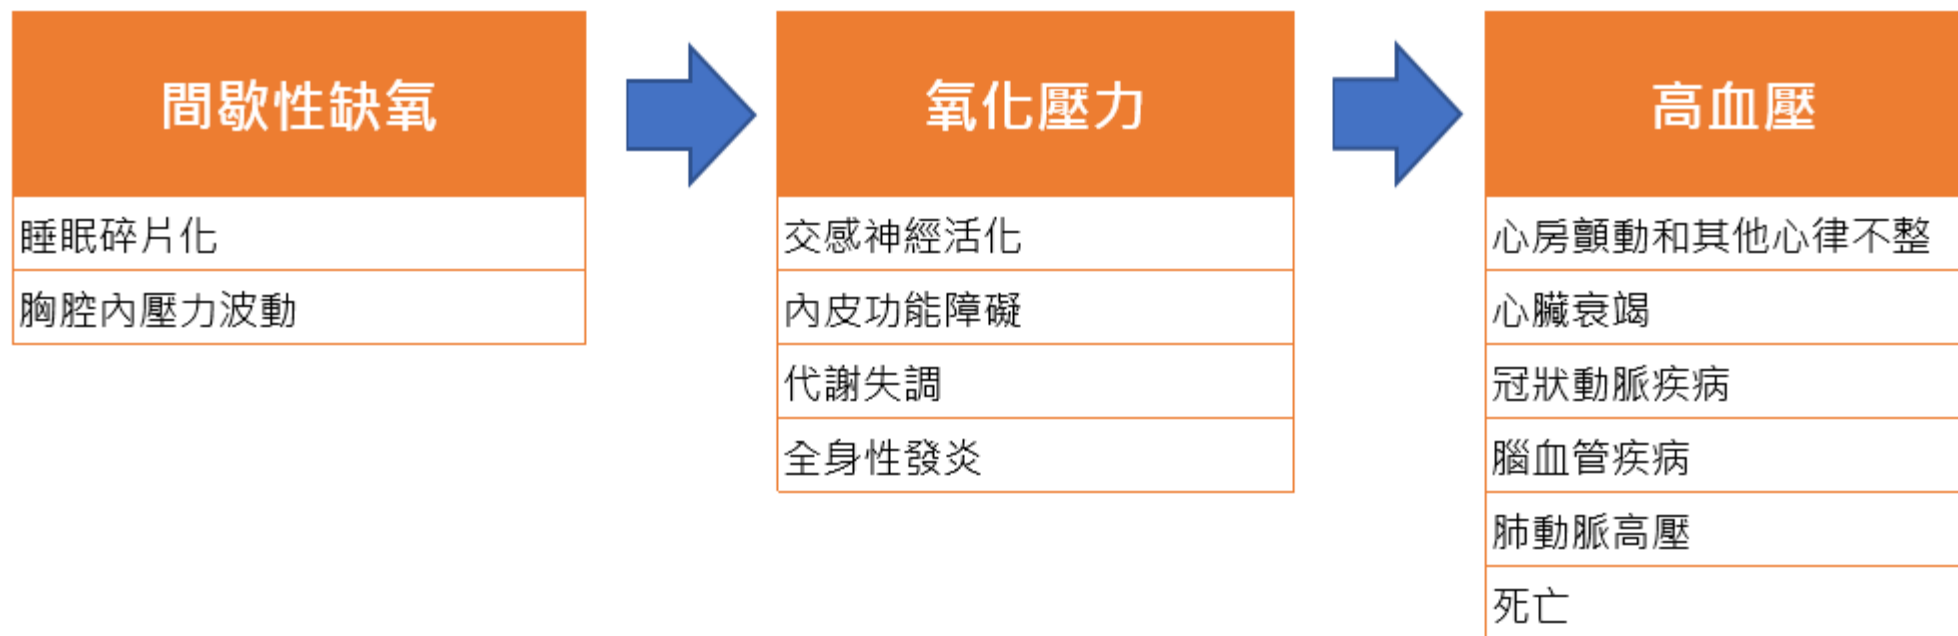 間歇性缺氧
睡眠碎片化
胸腔內壓力波動
氧化壓力
交感神經活化
內皮功能障礙
代謝失調
全身性發炎
高血壓
心房顫動和其他心律不整
心臟衰竭
冠狀動脈疾病
腦血管疾病
肺動脈高壓
死亡